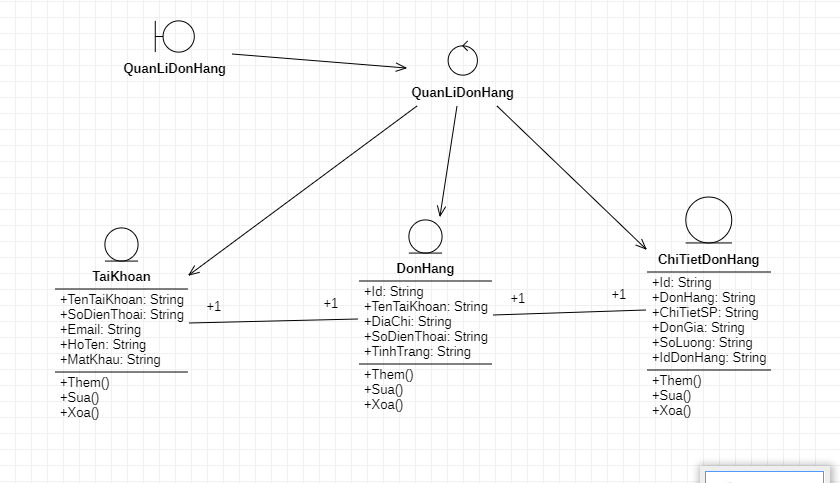 QuanLiDonHang
QuanLiDonHang
TaiKhoan
+TenTaiKhoan: String
+SoDienThoai: String
+Email: String
+HoTen: String
+MatKhau: String
+Them()
+Sua()
+Xoa()
+1
+1
DonHang
+Id: String
+TenTaiKhoan: String
+DiaChi: String
+SoDienThoai: String
+TinhTrang: String
+Them()
+Sua()
+Xoa()
+1
+1
ChiTietDonHang
+Id: String
+DonHang: String
+ChiTietSP: String
+DonGia: String
+SoLuong: String
+IdDonHang: String
+Them()
+Sua()
+Xoa()